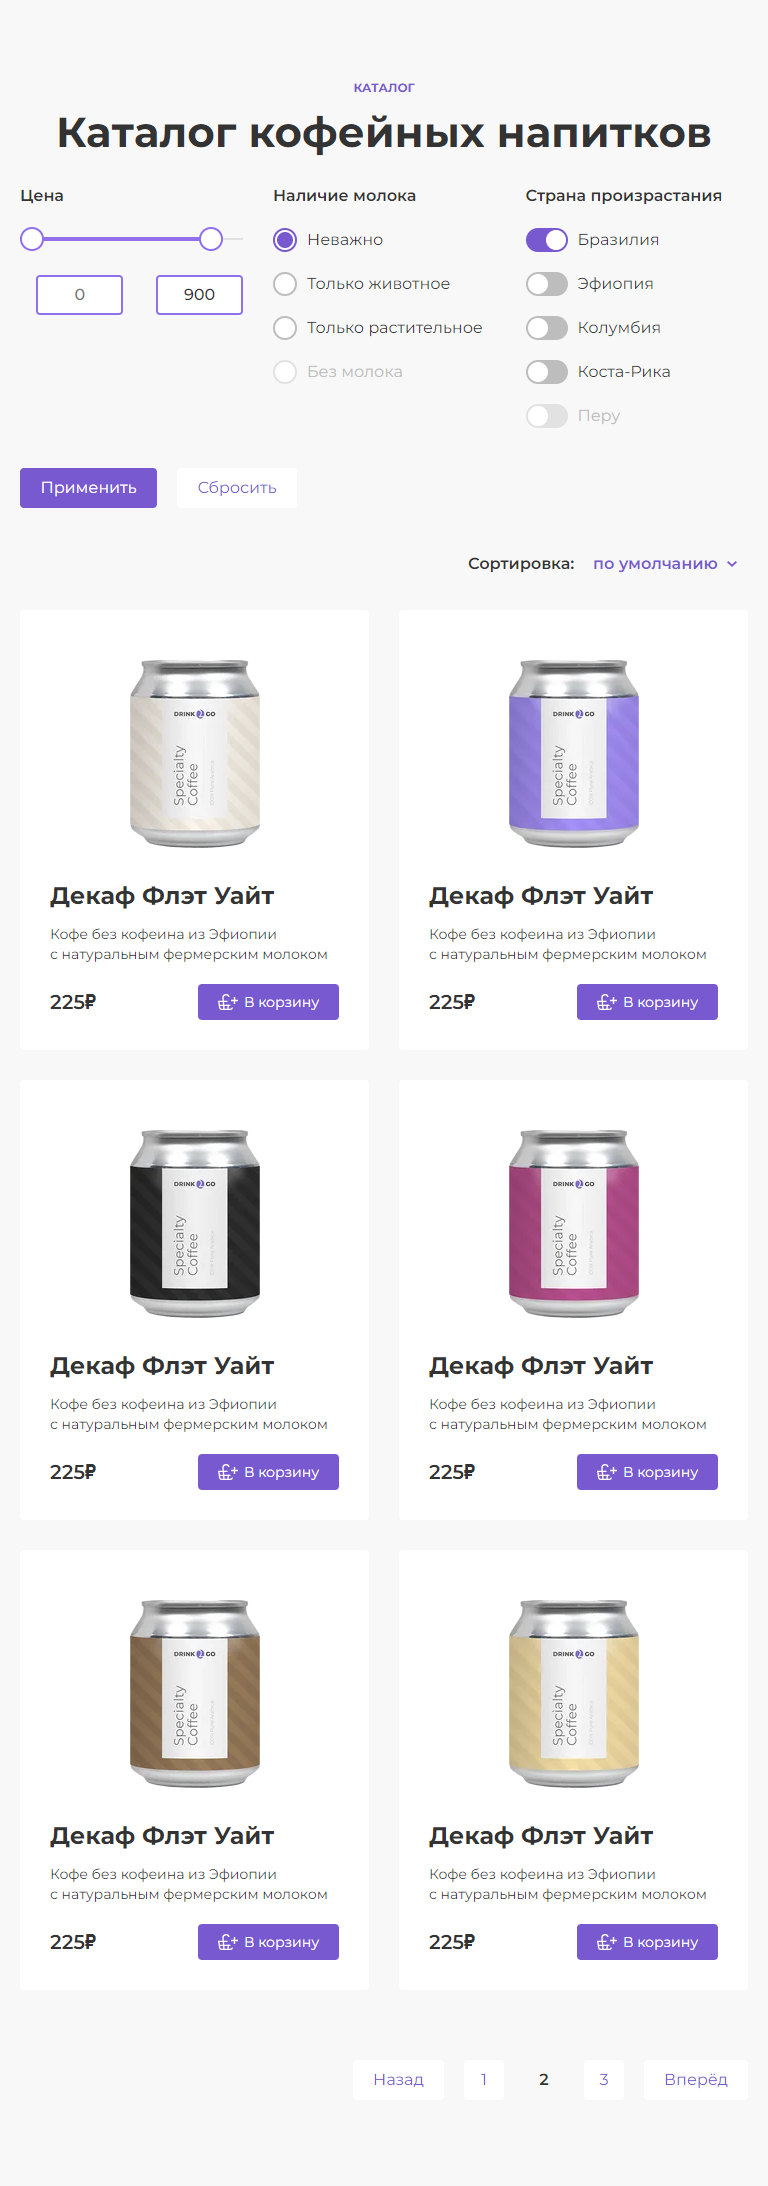 КАТАЛОГ
Каталог кофейных напитков
Цена
0
900
Наличие молока
Неважно
Только животное
Только растительное
Без молока
Страна произрастания
Бразилия
Эфиопия
Колумбия
Коста-Рика
Перу
Применить
Сбросить
Сортировка: по умолчанию
DRINK 2 GO
Specialty
Coffee
Декаф Флэт Уайт
Кофе без кофеина из Эфиопии
с натуральным фермерским молоком
225₽
В корзину
DRINK 2 GO
Specialty
Coffee
Декаф Флэт Уайт
Кофе без кофеина из Эфиопии
с натуральным фермерским молоком
225₽
В корзину
DRINK 2 GO
Specialty
Coffee
Декаф Флэт Уайт
Кофе без кофеина из Эфиопии
с натуральным фермерским молоком
225₽
В корзину
DRINK 2 GO
Specialty
Coffee
Декаф Флэт Уайт
Кофе без кофеина из Эфиопии
с натуральным фермерским молоком
225₽
В корзину
DRINK 2 GO
Specialty
Coffee
Декаф Флэт Уайт
Кофе без кофеина из Эфиопии
с натуральным фермерским молоком
225₽
В корзину
DRINK 2 GO
Specialty
Coffee
Декаф Флэт Уайт
Кофе без кофеина из Эфиопии
с натуральным фермерским молоком
225₽
В корзину
Назад 1 2 3 Вперёд